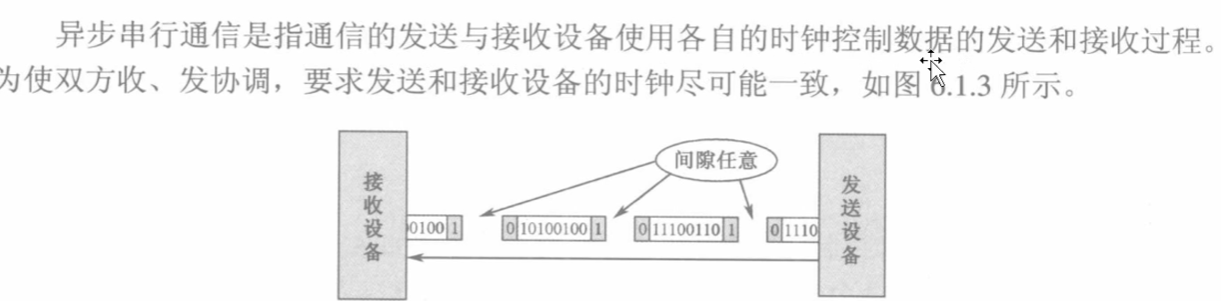 异步串行通信是指通信的发送与接收设备使用各自的时钟控制数据的发送和接收过程。
为使双方收、发协调，要求发送和接收设备的时钟尽可能一致，如图 6.1.3 所示。
间隙任意
接收设备
00100 1
0 10100100 1
0 11100110 1
0 1110
发送设备